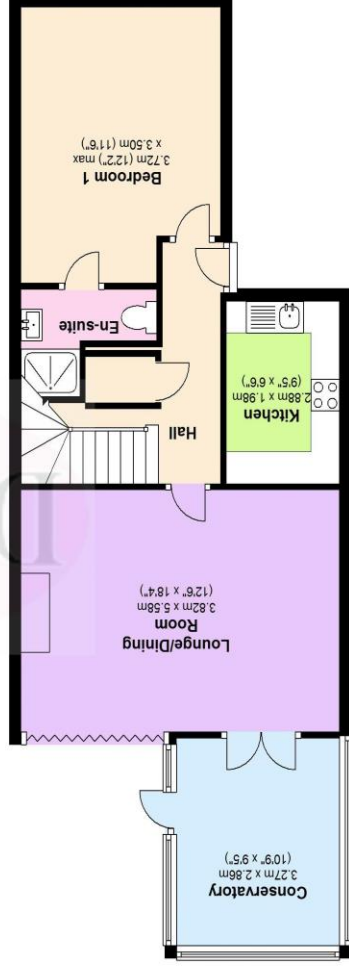 Conservatory
3.27m x 2.86m
(10'9" x 9'5")
Lounge/Dining
Room
3.82m x 5.58m
(12'6" x 18'4")
Hall
Kitchen
2.88m x 1.98m
(9'5" x 6'6")
En-suite
Bedroom 1
3.72m (12'2") max
x 3.50m (11'6")
D